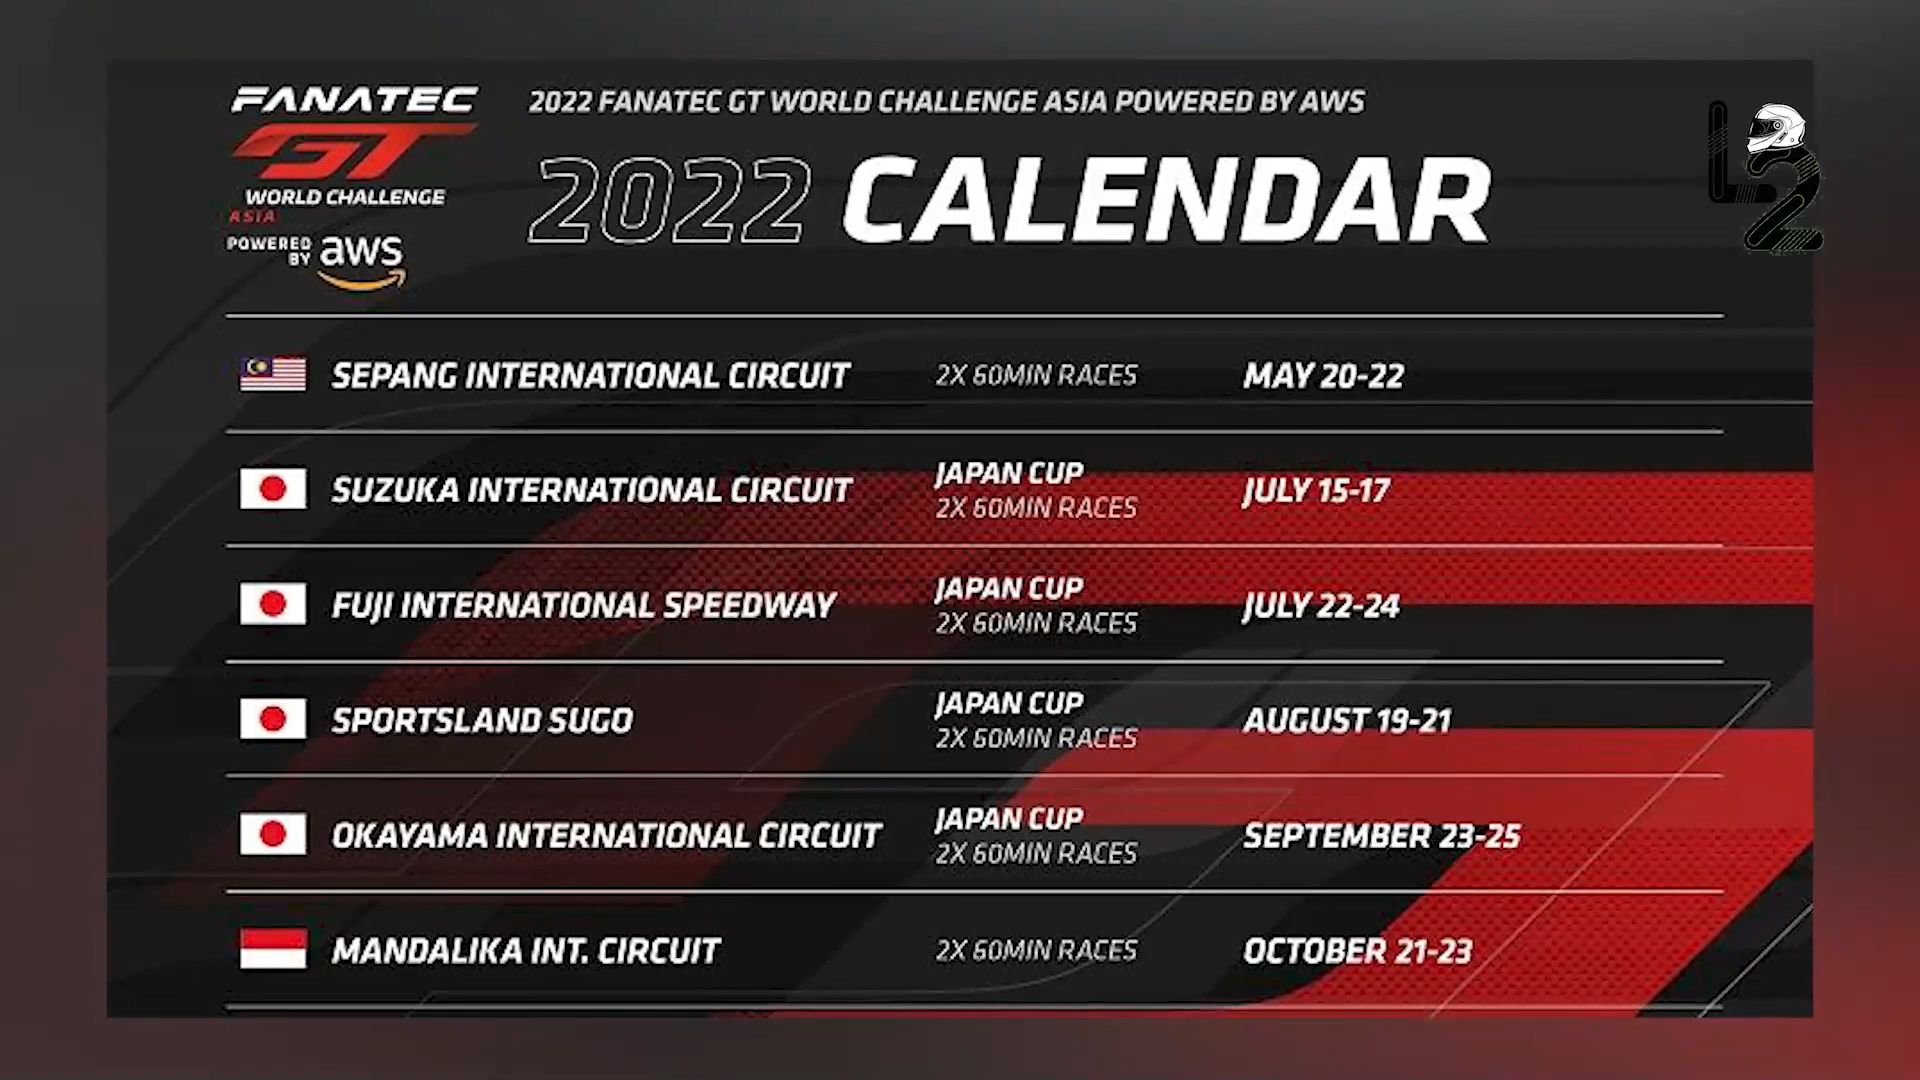 FANATEC
GT
WORLD CHALLENGE
ASIA
POWERED BY aws
2022 FANATEC GT WORLD CHALLENGE ASIA POWERED BY AWS
2022 CALENDAR
L2
SEPANG INTERNATIONAL CIRCUIT 2X 60MIN RACES MAY 20-22
SUZUKA INTERNATIONAL CIRCUIT JAPAN CUP 2X 60MIN RACES JULY 15-17
FUJI INTERNATIONAL SPEEDWAY JAPAN CUP 2X 60MIN RACES JULY 22-24
SPORTSLAND SUGO JAPAN CUP 2X 60MIN RACES AUGUST 19-21
OKAYAMA INTERNATIONAL CIRCUIT JAPAN CUP 2X 60MIN RACES SEPTEMBER 23-25
MANDALIKA INT. CIRCUIT 2X 60MIN RACES OCTOBER 21-23